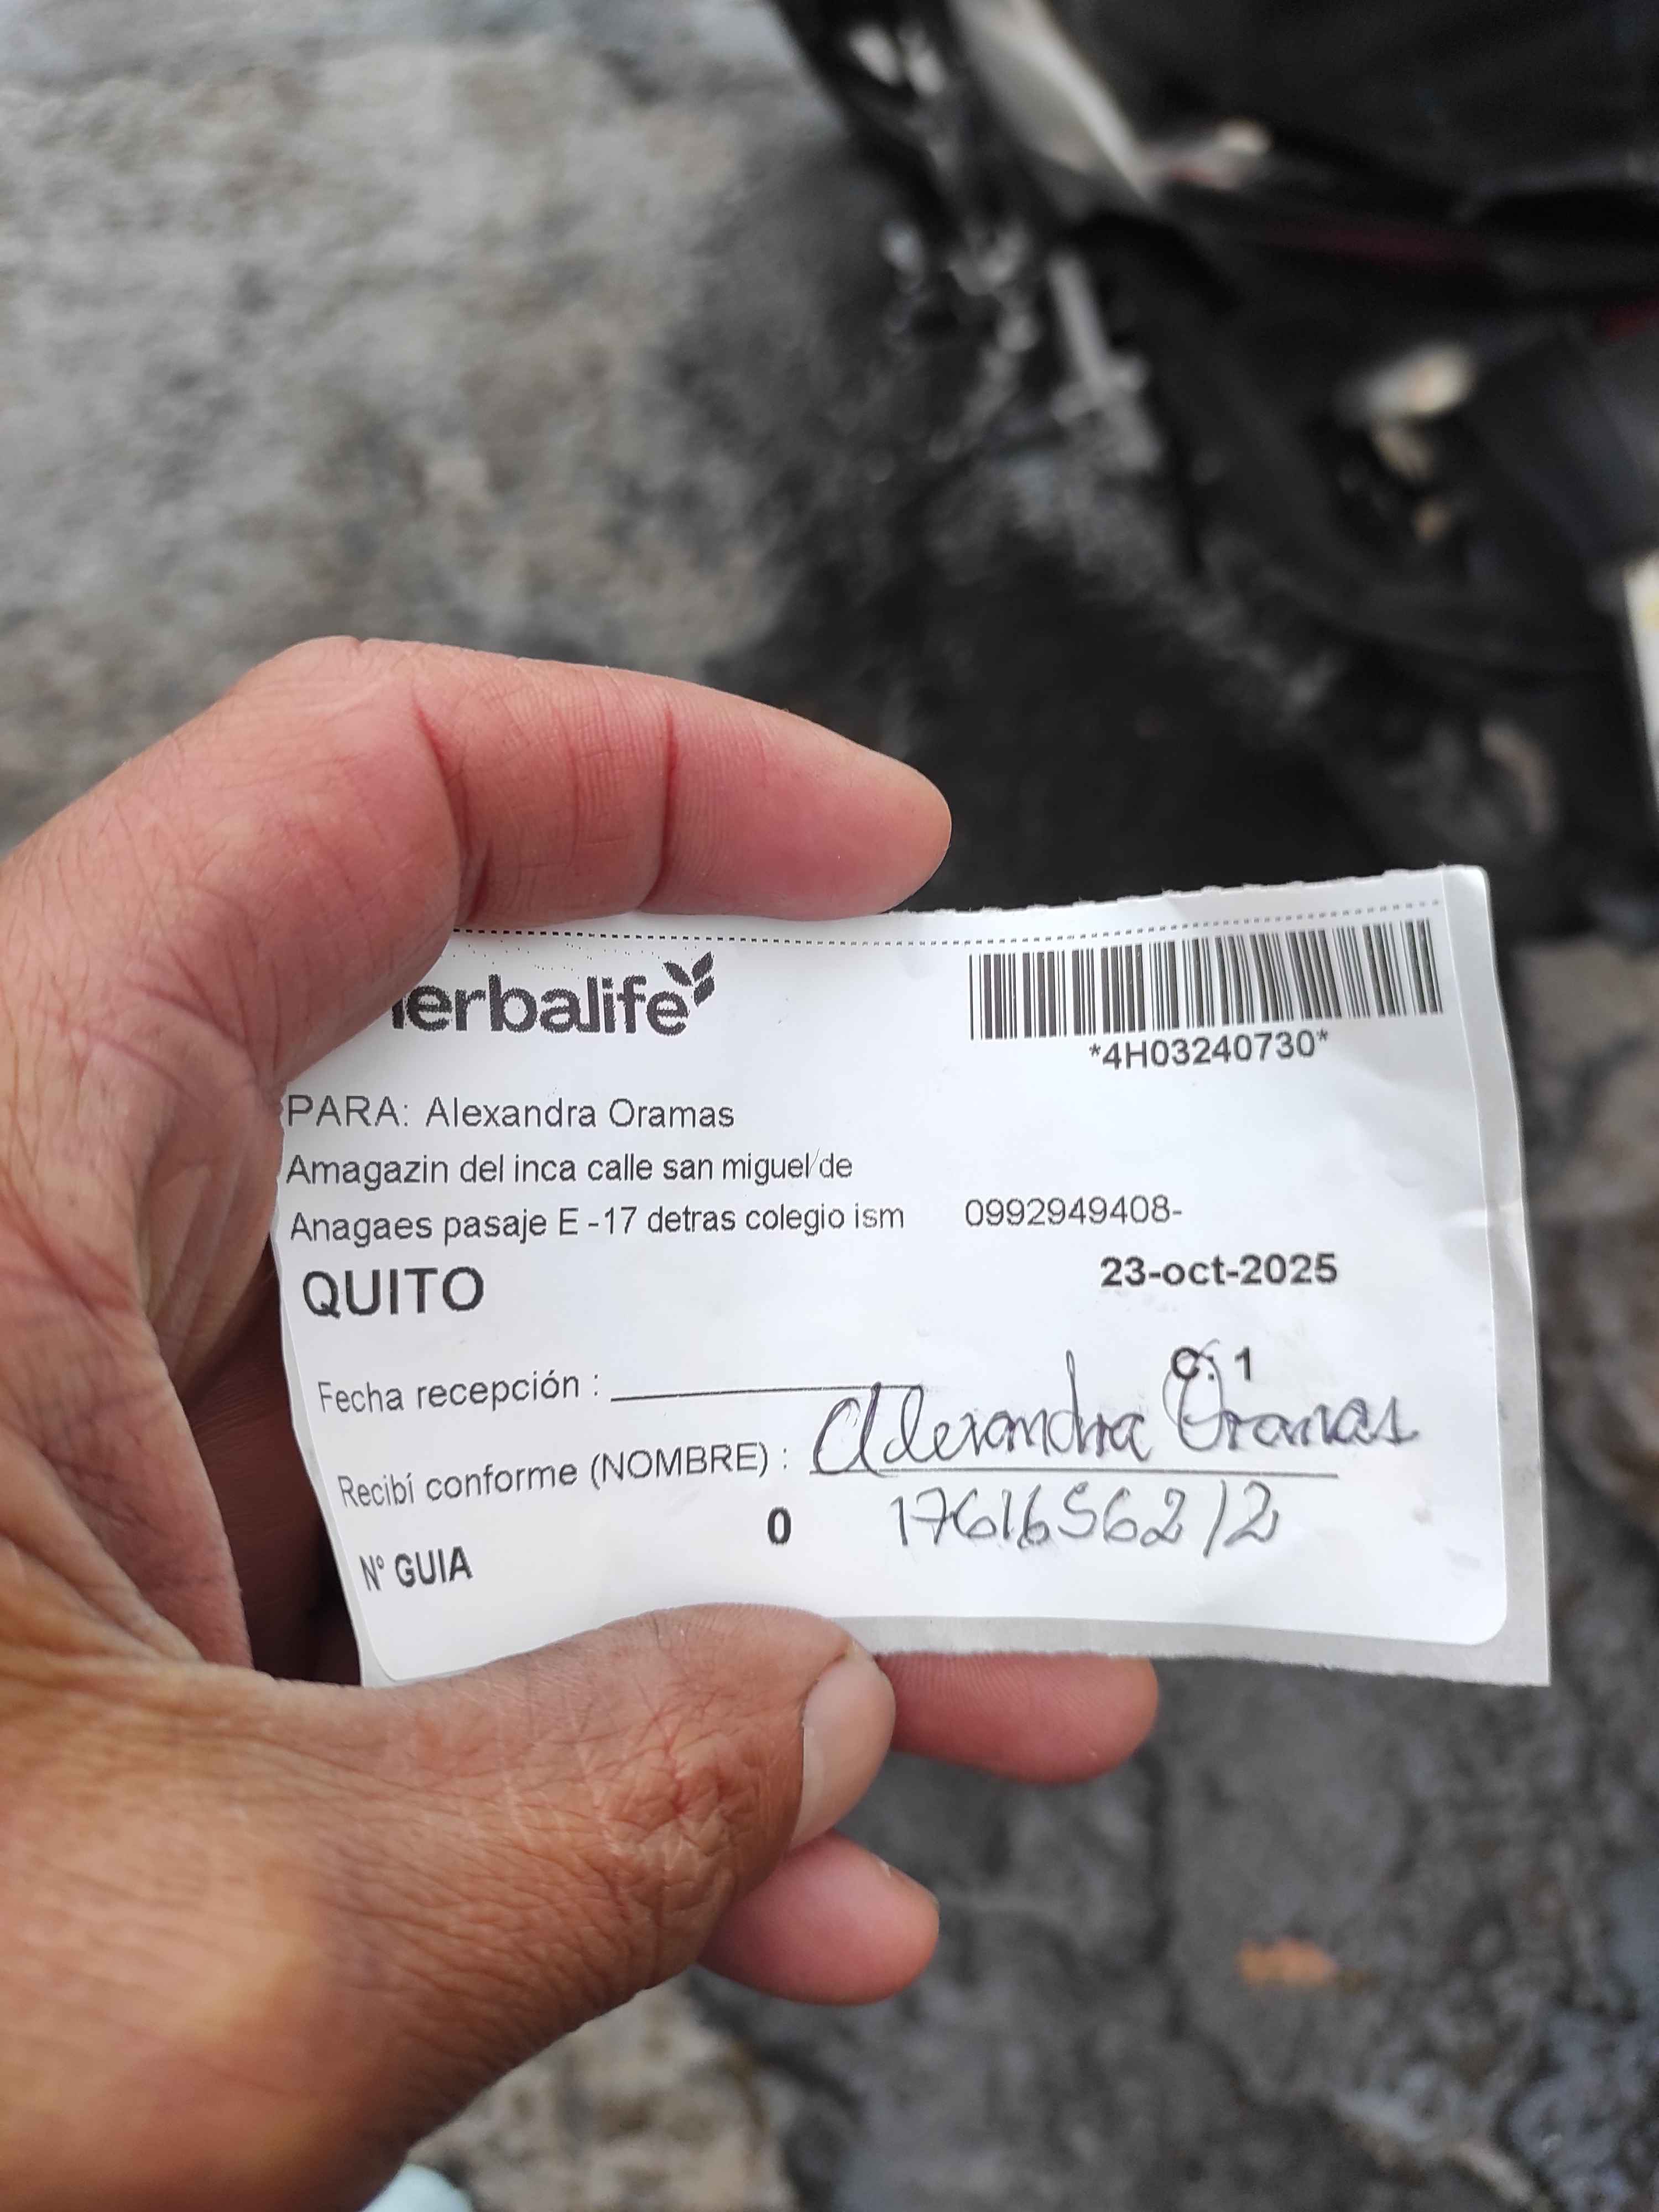 herbalife
*4H03240730*
PARA: Alexandra Oramas
Amagazin del inca calle san miguel de
Anagaes pasaje E -17 detras colegio ism 0992949408-
QUITO
23-oct-2025
C: 1
Fecha recepción :
Recibí conforme (NOMBRE) : Alexandra Oramas
0 1761656212
N° GUIA